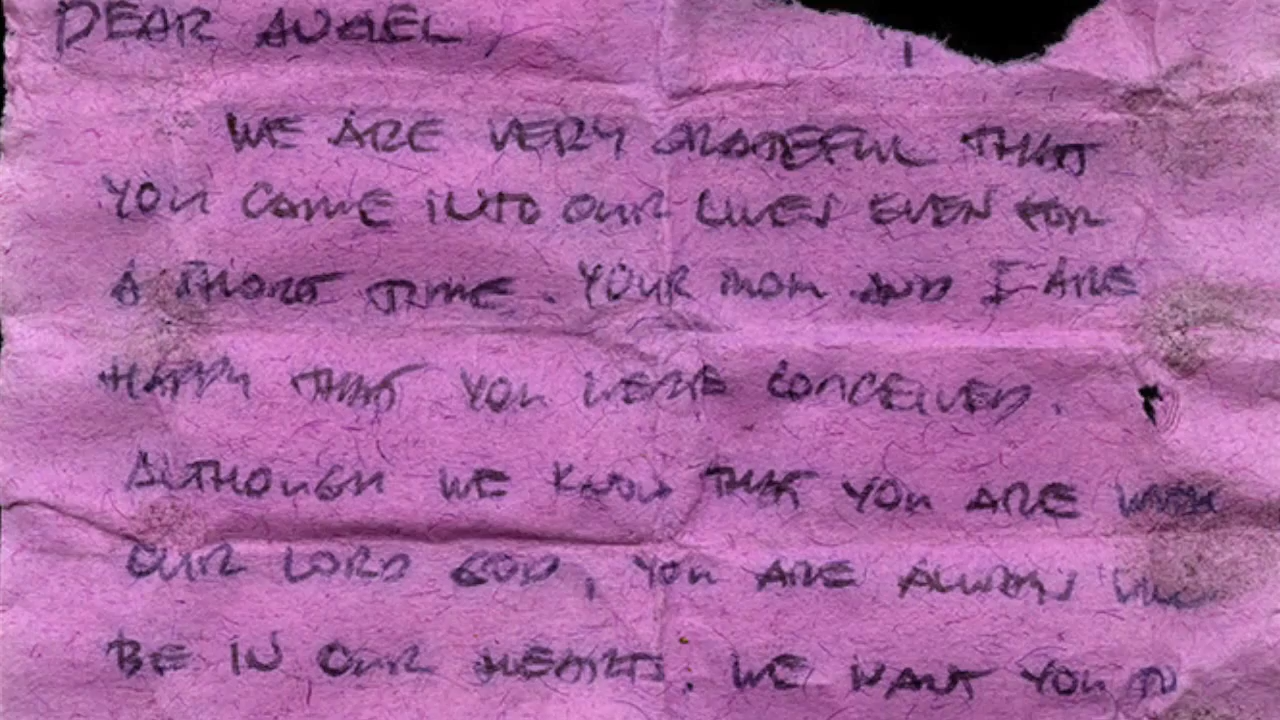 DEAR ANGEL,
WE ARE VERY GRATEFUL THAT
YOU CAME INTO OUR LIVES EVEN FOR
A SHORT TIME. YOUR MOM AND I ARE
HAPPY THAT YOU WERE CONCEIVED.
ALTHOUGH WE KNOW THAT YOU ARE WITH
OUR LORD GOD, YOU ARE ALWAYS WILL
BE IN OUR HEARTS. WE WANT YOU TO